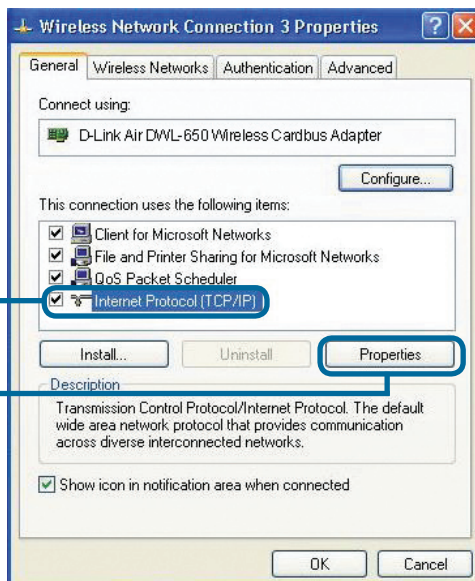 Wireless Network Connection 3 Properties
General Wireless Networks Authentication Advanced
Connect using:
D-Link Air DWL-650 Wireless Cardbus Adapter
Configure...
This connection uses the following items:
Client for Microsoft Networks
File and Printer Sharing for Microsoft Networks
QoS Packet Scheduler
Internet Protocol (TCP/IP)
Install... Uninstall Properties
Description
Transmission Control Protocol/Internet Protocol. The default
wide area network protocol that provides communication
across diverse interconnected networks.
Show icon in notification area when connected
OK Cancel